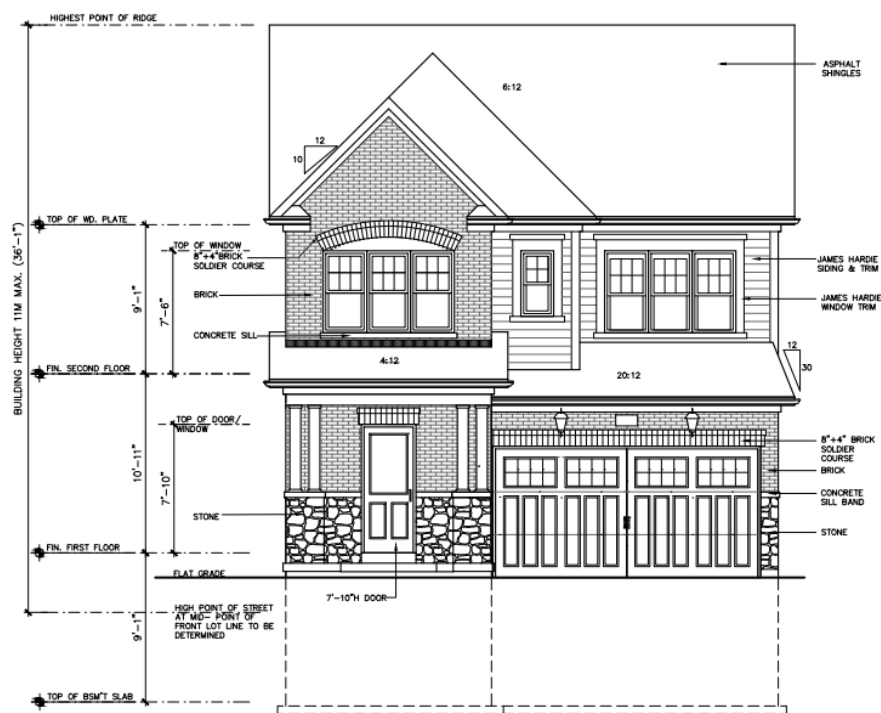 HIGHEST POINT OF RIDGE
ASPHALT
SHINGLES
6:12
12
10
TOP OF WD. PLATE
TOP OF WINDOW
8"+4"BRICK
SOLDIER COURSE
JAMES HARDIE
SIDING & TRIM
BRICK
JAMES HARDIE
WINDOW TRIM
9'-1"
7'-6"
CONCRETE SILL
BUILDING HEIGHT 11M MAX. (36'-1")
12
30
4:12
FIN. SECOND FLOOR
20:12
TOP OF DOOR/
WINDOW
8"+4" BRICK
SOLDIER
COURSE
BRICK
10'-11"
7'-10"
CONCRETE
SILL BAND
STONE
STONE
FIN. FIRST FLOOR
FLAT GRADE
7'-10"H DOOR
HIGH POINT OF STREET
AT MID- POINT OF
FRONT LOT LINE TO BE
DETERMINED
9'-1"
TOP OF BSM'T SLAB